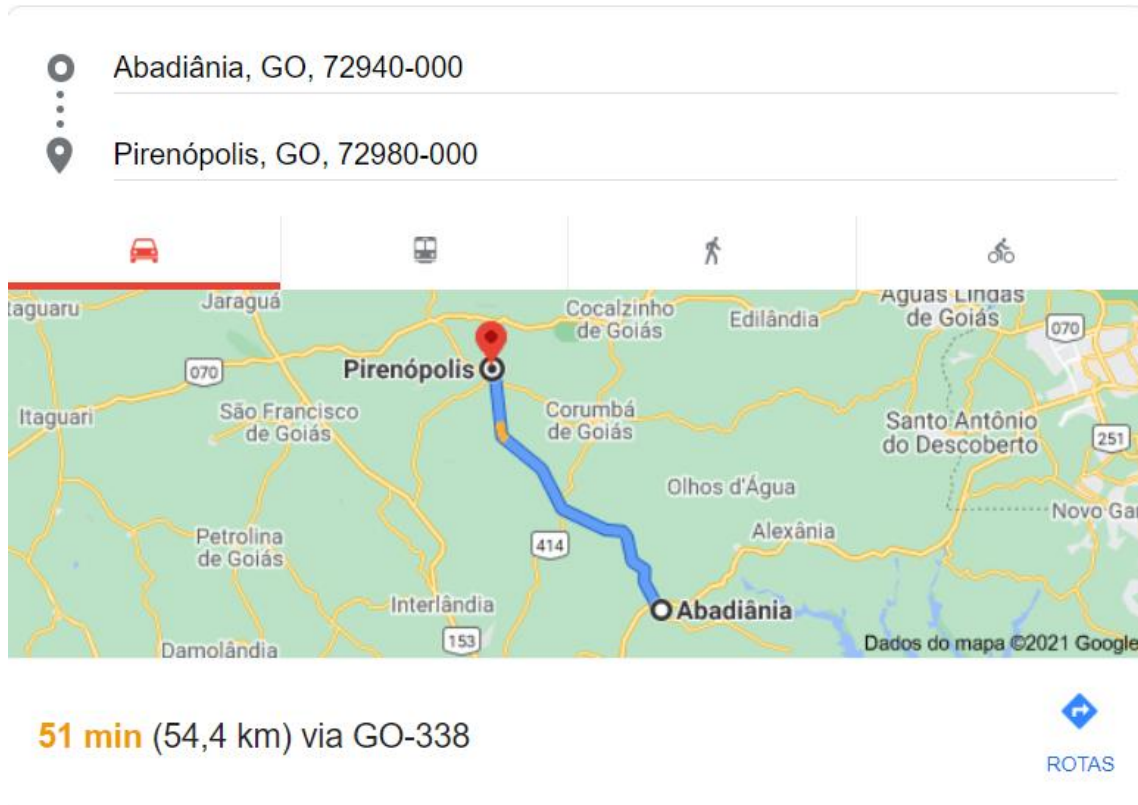 Abadiânia, GO, 72940-000
Pirenópolis, GO, 72980-000
Jaraguá
Cocalzinho
de Goiás
Edilândia
Águas Lindas
de Goiás
070
070
Pirenópolis
Itaguari
São Francisco
de Goiás
Corumbá
de Goiás
Santo Antônio
do Descoberto
251
Olhos d'Água
Novo Ga
Petrolina
de Goiás
414
Alexânia
Interlândia
Abadiânia
153
Damolândia
Dados do mapa ©2021 Google
51 min (54,4 km) via GO-338
ROTAS